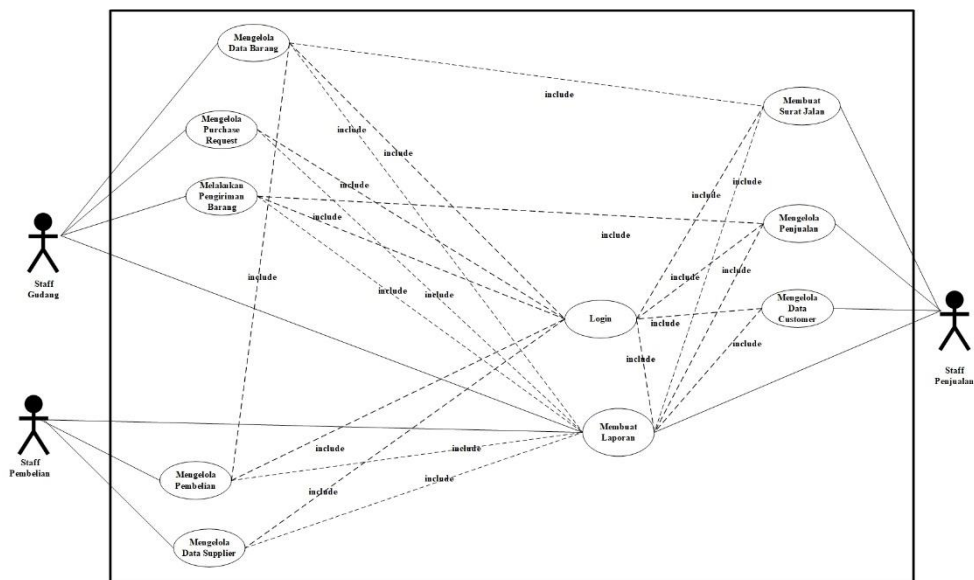 Mengelola
Data Barang
include
Membuat
Surat Jalan
Mengelola
Purchase
Request
include
include
include
include
Melakukan
Pengiriman
Barang
include
include
Mengelola
Penjualan
Staff
Gudang
include
include
include
include
include
Mengelola
Data
Customer
Login
include
include
include
Staff
Penjualan
include
Membuat
Laporan
Staff
Pembelian
include
include
Mengelola
Pembelian
include
include
Mengelola
Data Supplier